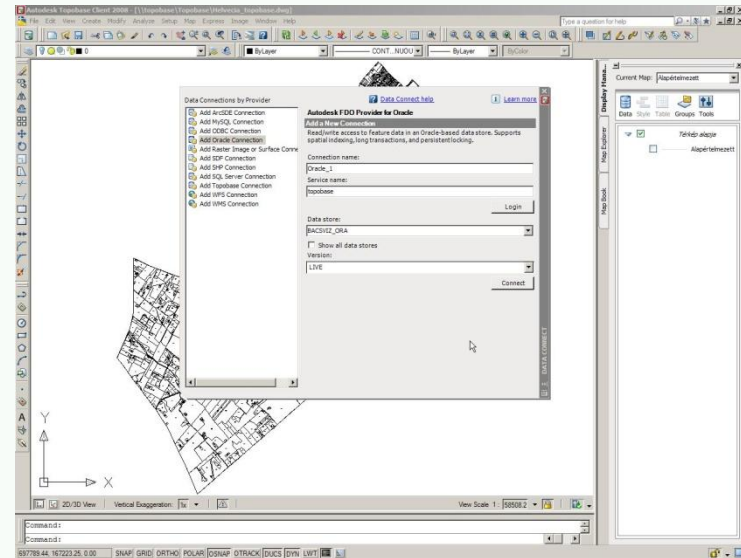 Autodesk Topobase Client 2008 - [\\topobase\Topobase\Helvecia_topobase.dwg]
File Edit View Create Modify Analyze Setup Map Express Image Window Help
Type a question for help
0
ByLayer
CONT...NUOU
ByLayer
ByColor
Data Connections by Provider
Add ArcSDE Connection
Add MySQL Connection
Add ODBC Connection
Add Oracle Connection
Add Raster Image or Surface Conne
Add SDF Connection
Add SHP Connection
Add SQL Server Connection
Add Topobase Connection
Add WFS Connection
Add WMS Connection
Data Connect help
Learn more
Autodesk FDO Provider for Oracle
Add a New Connection
Read/write access to feature data in an Oracle-based data store. Supports
spatial indexing, long transactions, and persistent locking.
Connection name:
Oracle_1
Service name:
topobase
Login
Data store:
BACSVIZ_ORA
Show all data stores
Version:
LIVE
Connect
DATA CONNECT
Display Mana...
Map Explorer
Map Book
Current Map: Alapértelmezett
Data Style Table Groups Tools
Térkép alapja
Alapértelmezett
Y
X
2D/3D View Vertical Exaggeration: 1x
View Scale 1: 58508.2
Command:
Command:
697789.44, 167223.25, 0.00 SNAP GRID ORTHO POLAR OSNAP OTRACK DUCS DYN LWT